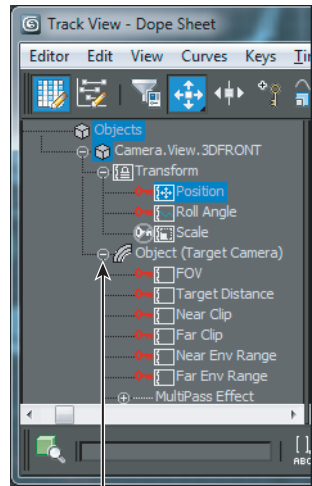 Track View - Dope Sheet
Editor Edit View Curves Keys
Objects
Camera.View.3DFRONT
Transform
Position
Roll Angle
Scale
Object (Target Camera)
FOV
Target Distance
Near Clip
Far Clip
Near Env Range
Far Env Range
MultiPass Effect